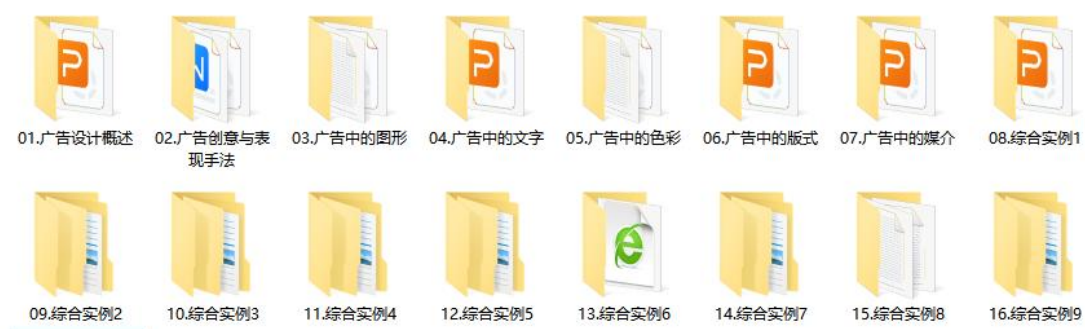 01.广告设计概述
02.广告创意与表
现手法
03.广告中的图形
04.广告中的文字
05.广告中的色彩
06.广告中的版式
07.广告中的媒介
08.综合实例1
09.综合实例2
10.综合实例3
11.综合实例4
12.综合实例5
13.综合实例6
14.综合实例7
15.综合实例8
16.综合实例9